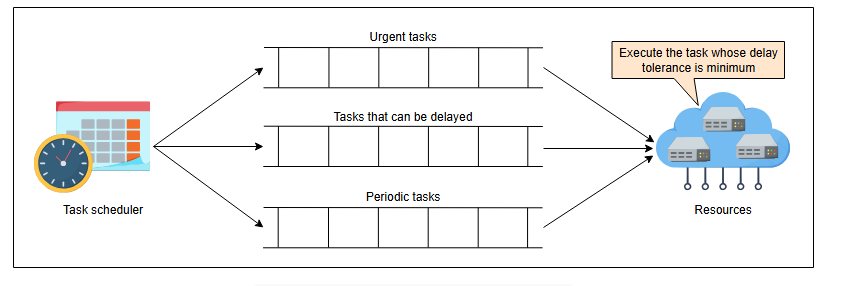 Urgent tasks
Execute the task whose delay
tolerance is minimum
Tasks that can be delayed
Periodic tasks
Task scheduler
Resources